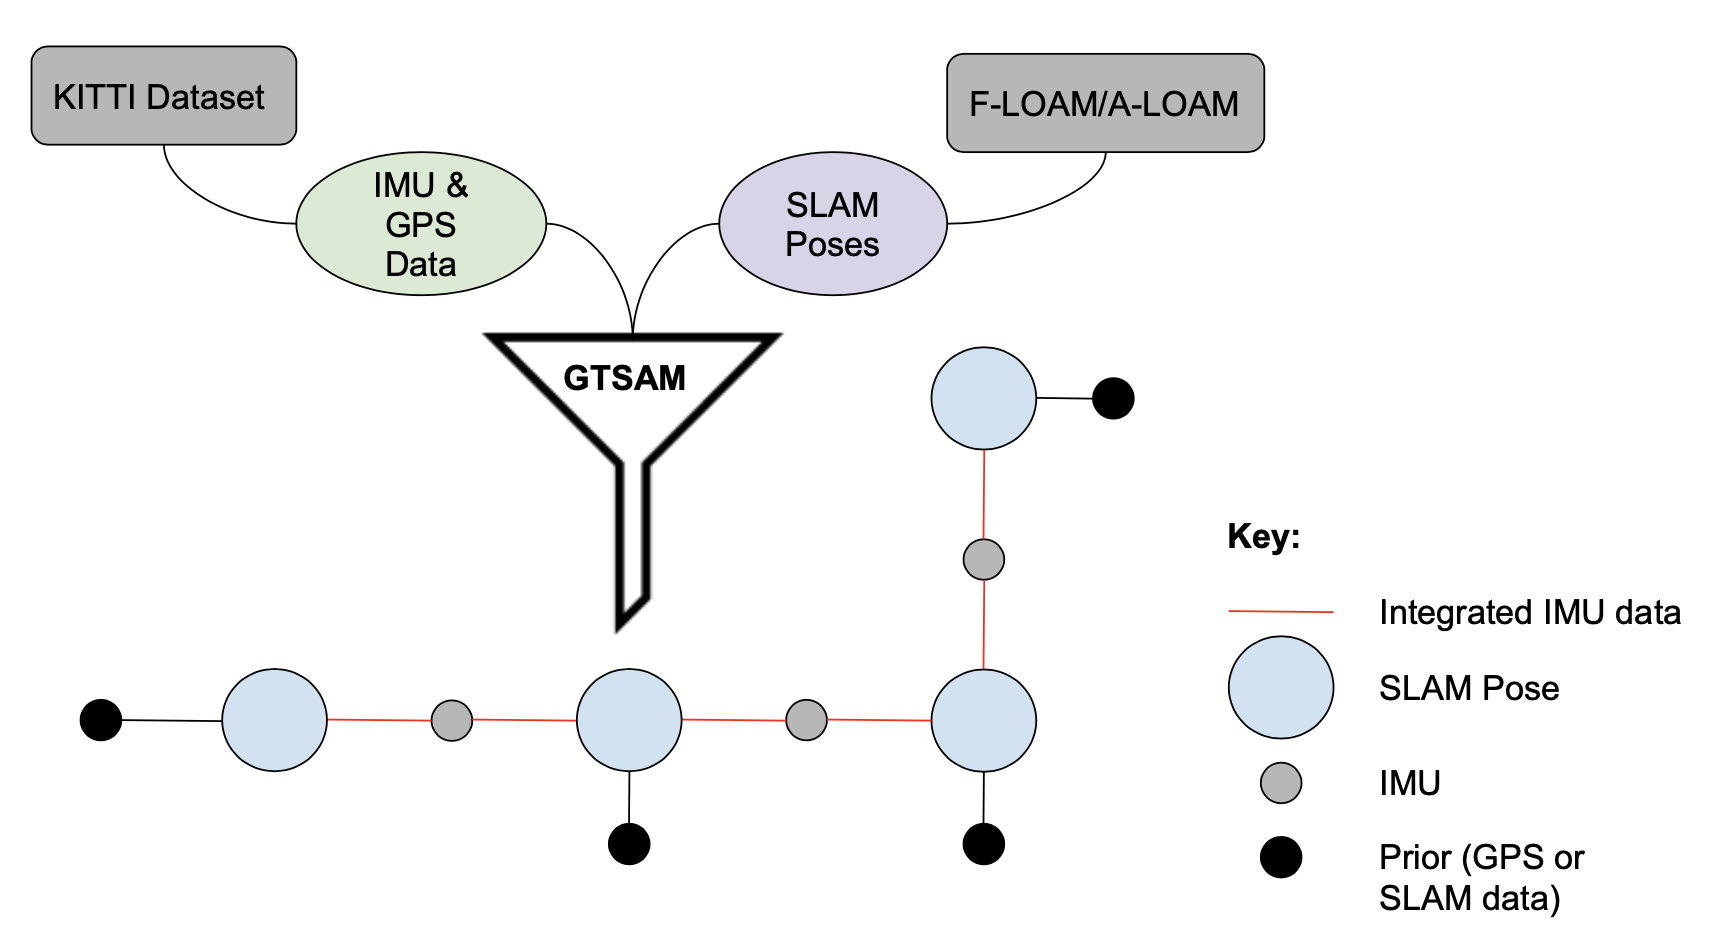 KITTI Dataset
F-LOAM/A-LOAM
IMU &
GPS
Data
SLAM
Poses
GTSAM
Key:
Integrated IMU data
SLAM Pose
IMU
Prior (GPS or
SLAM data)